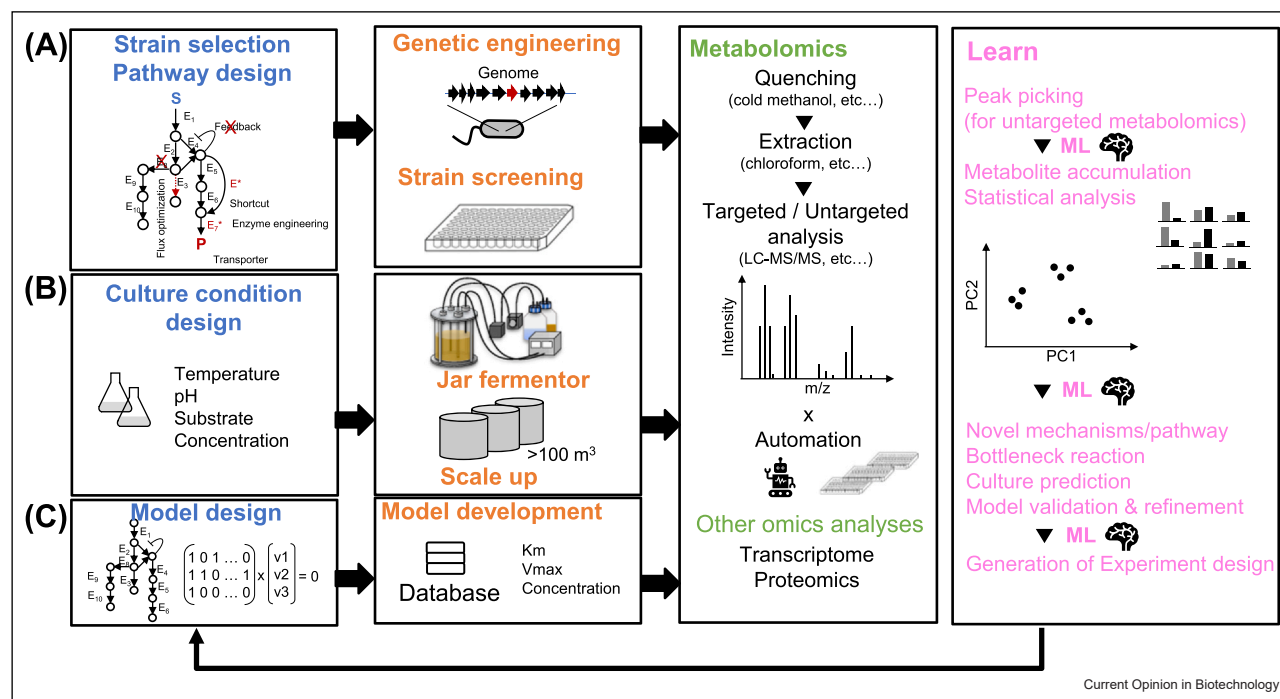 (A)
Strain selection
Pathway design
S
E1
Feedback
E2
E4
E8
E5
E9
E3
E*
E6
E10
Shortcut
Flux optimization
E7*
Enzyme engineering
P
Transporter
Genetic engineering
Genome
Strain screening
(B)
Culture condition
design
Temperature
pH
Substrate
Concentration
Jar fermentor
>100 m³
Scale up
(C)
Model design
E1
E2
E8
E4
E9
E3
E5
E10
E6
1 0 1 ... 0
1 1 0 ... 1
1 0 0 ... 0
x
v1
v2
v3
= 0
Model development
Database
Km
Vmax
Concentration
Metabolomics
Quenching
(cold methanol, etc...)
Extraction
(chloroform, etc...)
Targeted / Untargeted
analysis
(LC-MS/MS, etc...)
Intensity
m/z
x
Automation
Other omics analyses
Transcriptome
Proteomics
Learn
Peak picking
(for untargeted metabolomics)
ML
Metabolite accumulation
Statistical analysis
PC2
PC1
ML
Novel mechanisms/pathway
Bottleneck reaction
Culture prediction
Model validation & refinement
ML
Generation of Experiment design
Current Opinion in Biotechnology